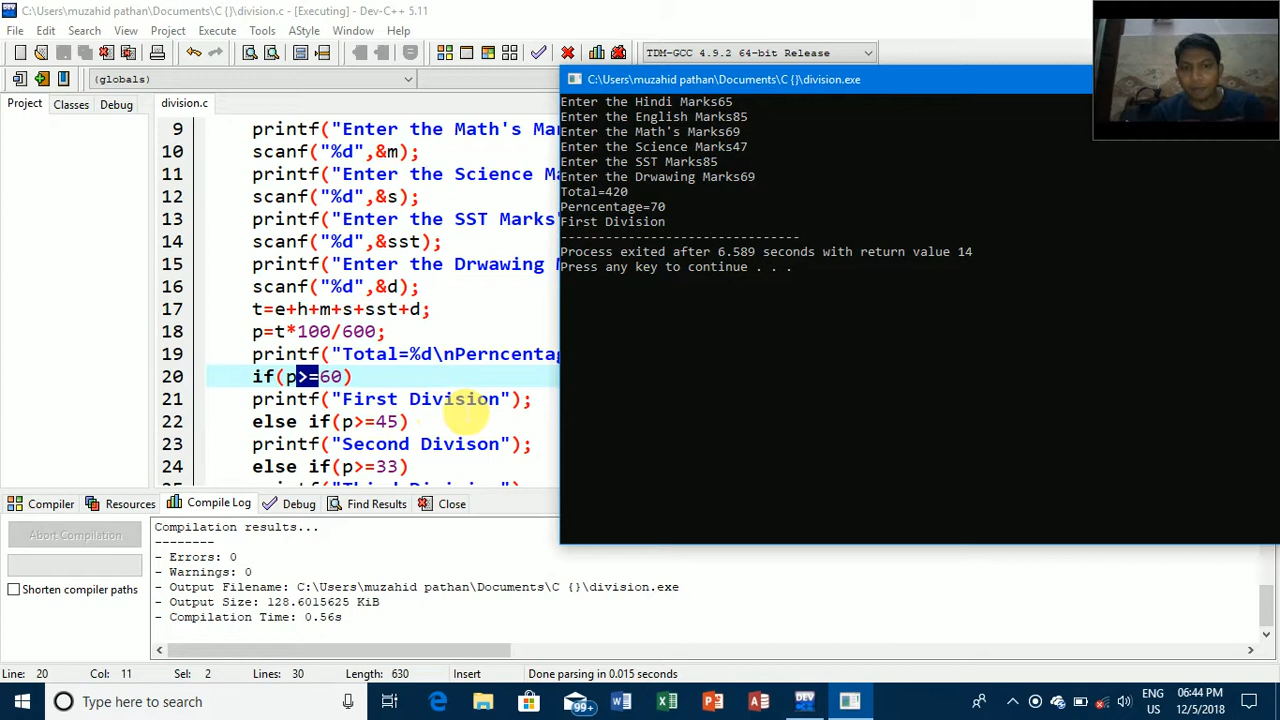 C:\Users\muzahid pathan\Documents\C {}\division.c - [Executing] - Dev-C++ 5.11
File Edit Search View Project Execute Tools AStyle Window Help
TDM-GCC 4.9.2 64-bit Release
(globals)
Project Classes Debug
division.c
9 printf("Enter the Math's Ma
10 scanf("%d",&m);
11 printf("Enter the Science Ma
12 scanf("%d",&s);
13 printf("Enter the SST Marks"
14 scanf("%d",&sst);
15 printf("Enter the Drwawing M
16 scanf("%d",&d);
17 t=e+h+m+s+sst+d;
18 p=t*100/600;
19 printf("Total=%d\nPerncentag
20 if(p>=60)
21 printf("First Division");
22 else if(p>=45)
23 printf("Second Divison");
24 else if(p>=33)
C:\Users\muzahid pathan\Documents\C {}\division.exe
Enter the Hindi Marks65
Enter the English Marks85
Enter the Math's Marks69
Enter the Science Marks47
Enter the SST Marks85
Enter the Drwawing Marks69
Total=420
Perncentage=70
First Division
--------------------------------
Process exited after 6.589 seconds with return value 14
Press any key to continue . . .
Compiler Resources Compile Log Debug Find Results Close
Abort Compilation
Shorten compiler paths
Compilation results...
--------
- Errors: 0
- Warnings: 0
- Output Filename: C:\Users\muzahid pathan\Documents\C {}\division.exe
- Output Size: 128.6015625 KiB
- Compilation Time: 0.56s
Line: 20 Col: 11 Sel: 2 Lines: 30 Length: 630 Insert Done parsing in 0.015 seconds
Type here to search
99+
DEV
ENG
US
06:44 PM
12/5/2018